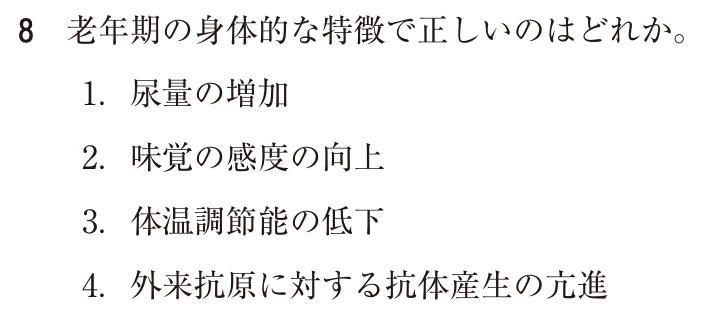 8 老年期の身体的な特徴で正しいのはどれか。
1. 尿量の増加
2. 味覚の感度の向上
3. 体温調節能の低下
4. 外来抗原に対する抗体産生の亢進